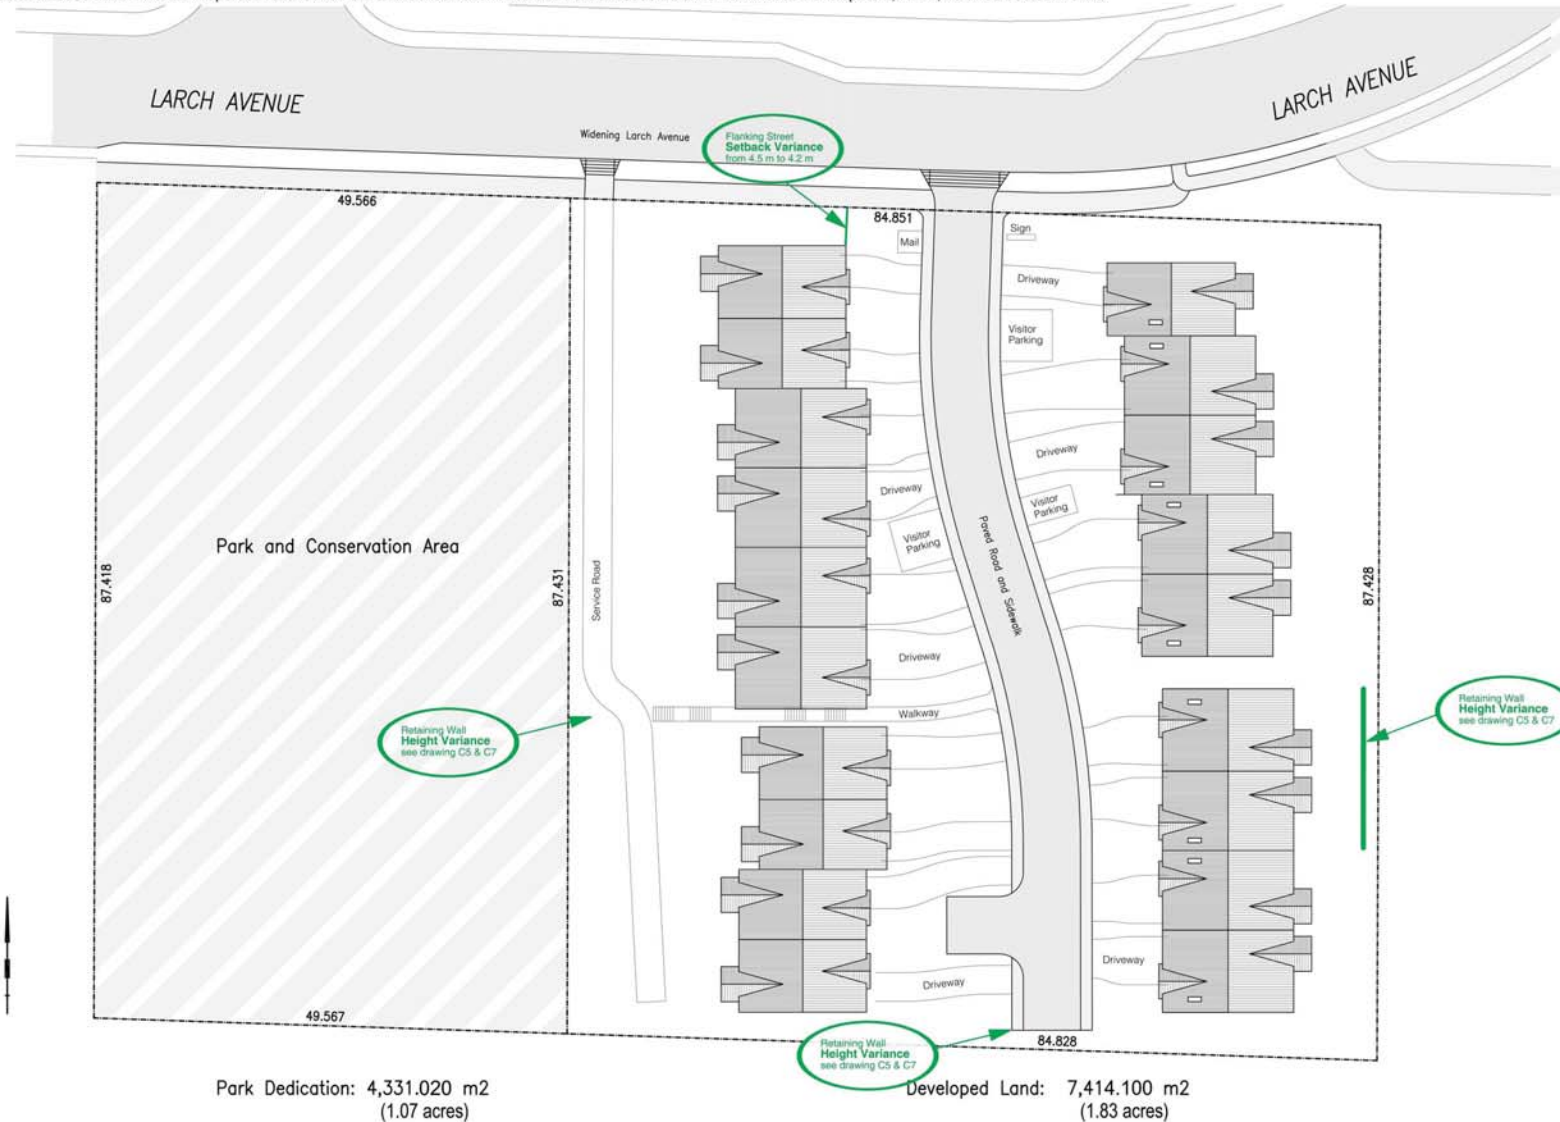 LARCH AVENUE
LARCH AVENUE
Widening Larch Avenue
Flanking Street
Setback Variance
from 4.5 m to 4.2 m
49.566
84.851
Mail
Sign
Driveway
Visitor
Parking
Driveway
Driveway
Visitor
Parking
Visitor
Parking
Paved Road and Sidewalk
Park and Conservation Area
87.418
87.431
Service Road
87.428
Driveway
Walkway
Retaining Wall
Height Variance
see drawing C5 & C7
Retaining Wall
Height Variance
see drawing C5 & C7
Driveway
Driveway
49.567
84.828
Retaining Wall
Height Variance
see drawing C5 & C7
Park Dedication: 4,331.020 m2
(1.07 acres)
Developed Land: 7,414.100 m2
(1.83 acres)